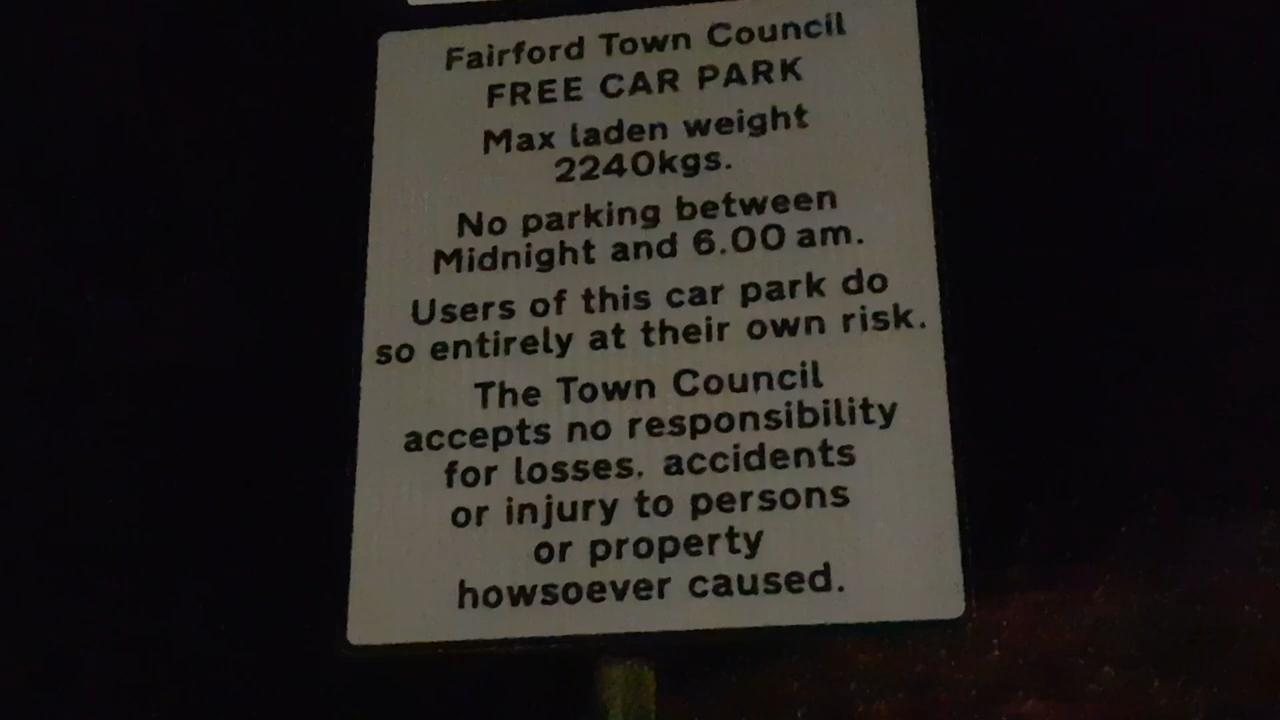 Fairford Town Council
FREE CAR PARK
Max laden weight
2240kgs.
No parking between
Midnight and 6.00 am.
Users of this car park do
so entirely at their own risk.
The Town Council
accepts no responsibility
for losses, accidents
or injury to persons
or property
howsoever caused.